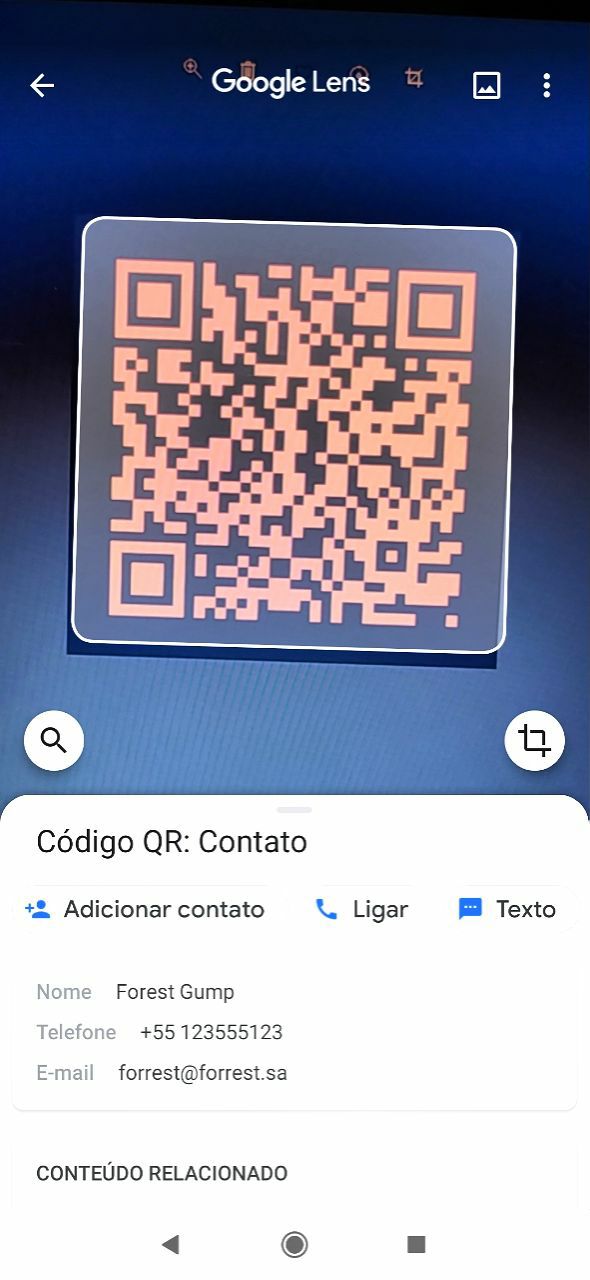 Google Lens
Código QR: Contato
Adicionar contato
Ligar
Texto
Nome Forest Gump
Telefone +55 123555123
E-mail forrest@forrest.sa
CONTEÚDO RELACIONADO